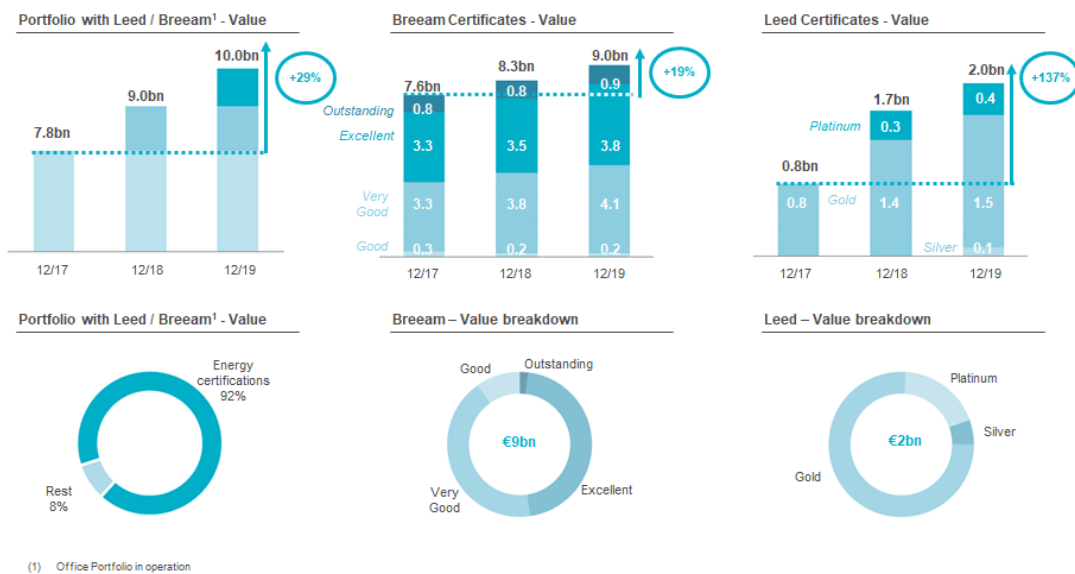 Portfolio with Leed / Breeam¹ - Value
10.0bn
+29%
9.0bn
7.8bn
12/17
12/18
12/19
Breeam Certificates - Value
9.0bn
+19%
8.3bn
7.6bn
Outstanding
0.8
0.8
0.9
Excellent
3.3
3.5
3.8
Very
Good
3.3
3.8
4.1
Good
0.3
0.2
0.2
12/17
12/18
12/19
Leed Certificates - Value
2.0bn
+137%
1.7bn
Platinum
0.3
0.4
0.8bn
0.8
Gold
1.4
1.5
Silver
0.1
12/17
12/18
12/19
Portfolio with Leed / Breeam¹ - Value
Energy
certifications
92%
Rest
8%
Breeam – Value breakdown
Good
Outstanding
€9bn
Very
Good
Excellent
Leed – Value breakdown
Platinum
€2bn
Silver
Gold
(1) Office Portfolio in operation